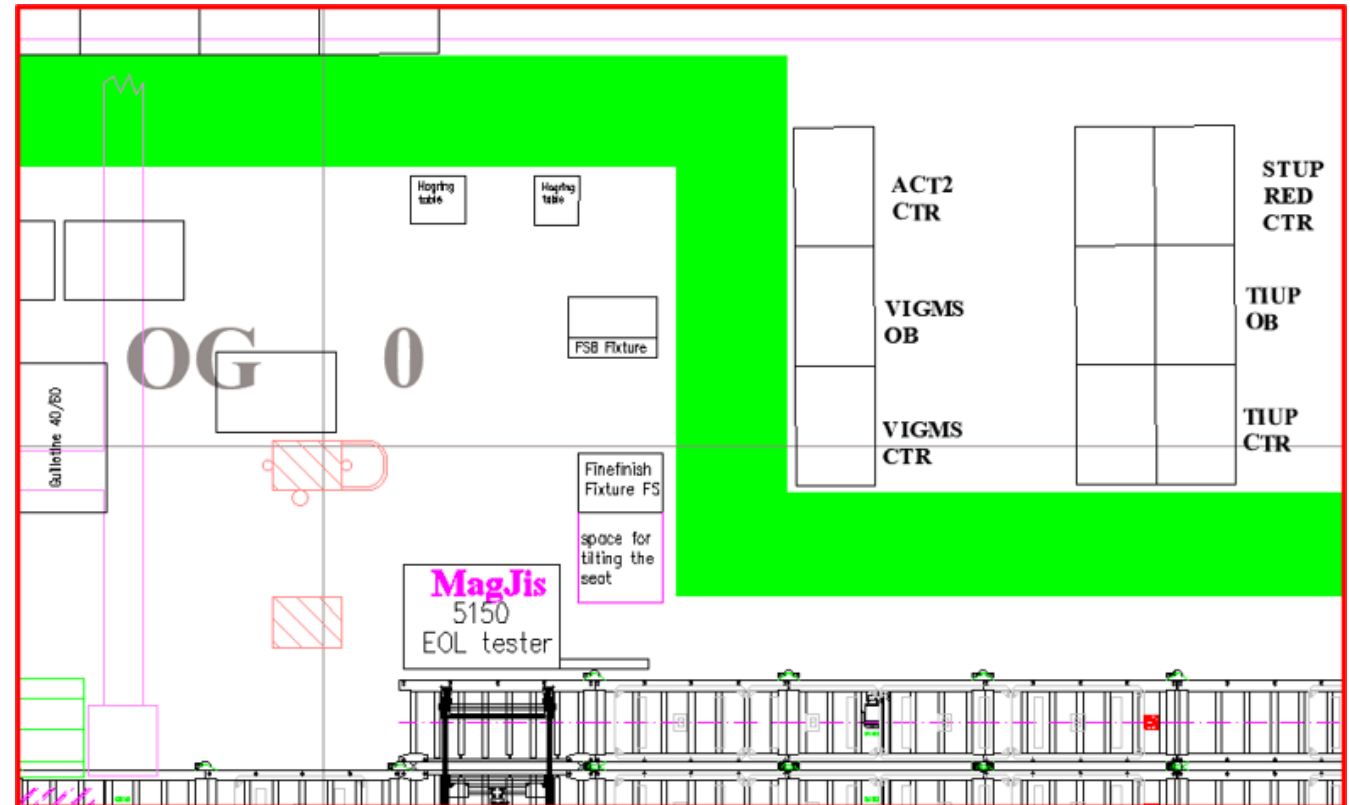 Hogring
table
Hogring
table
ACT2
CTR
STUP
RED
CTR
VIGMS
OB
TIUP
OB
OG 0
FSB Fixture
Guillotine 40/60
VIGMS
CTR
TIUP
CTR
Finefinish
Fixture FS
space for
tilting the
seat
MagJis
5150
EOL tester